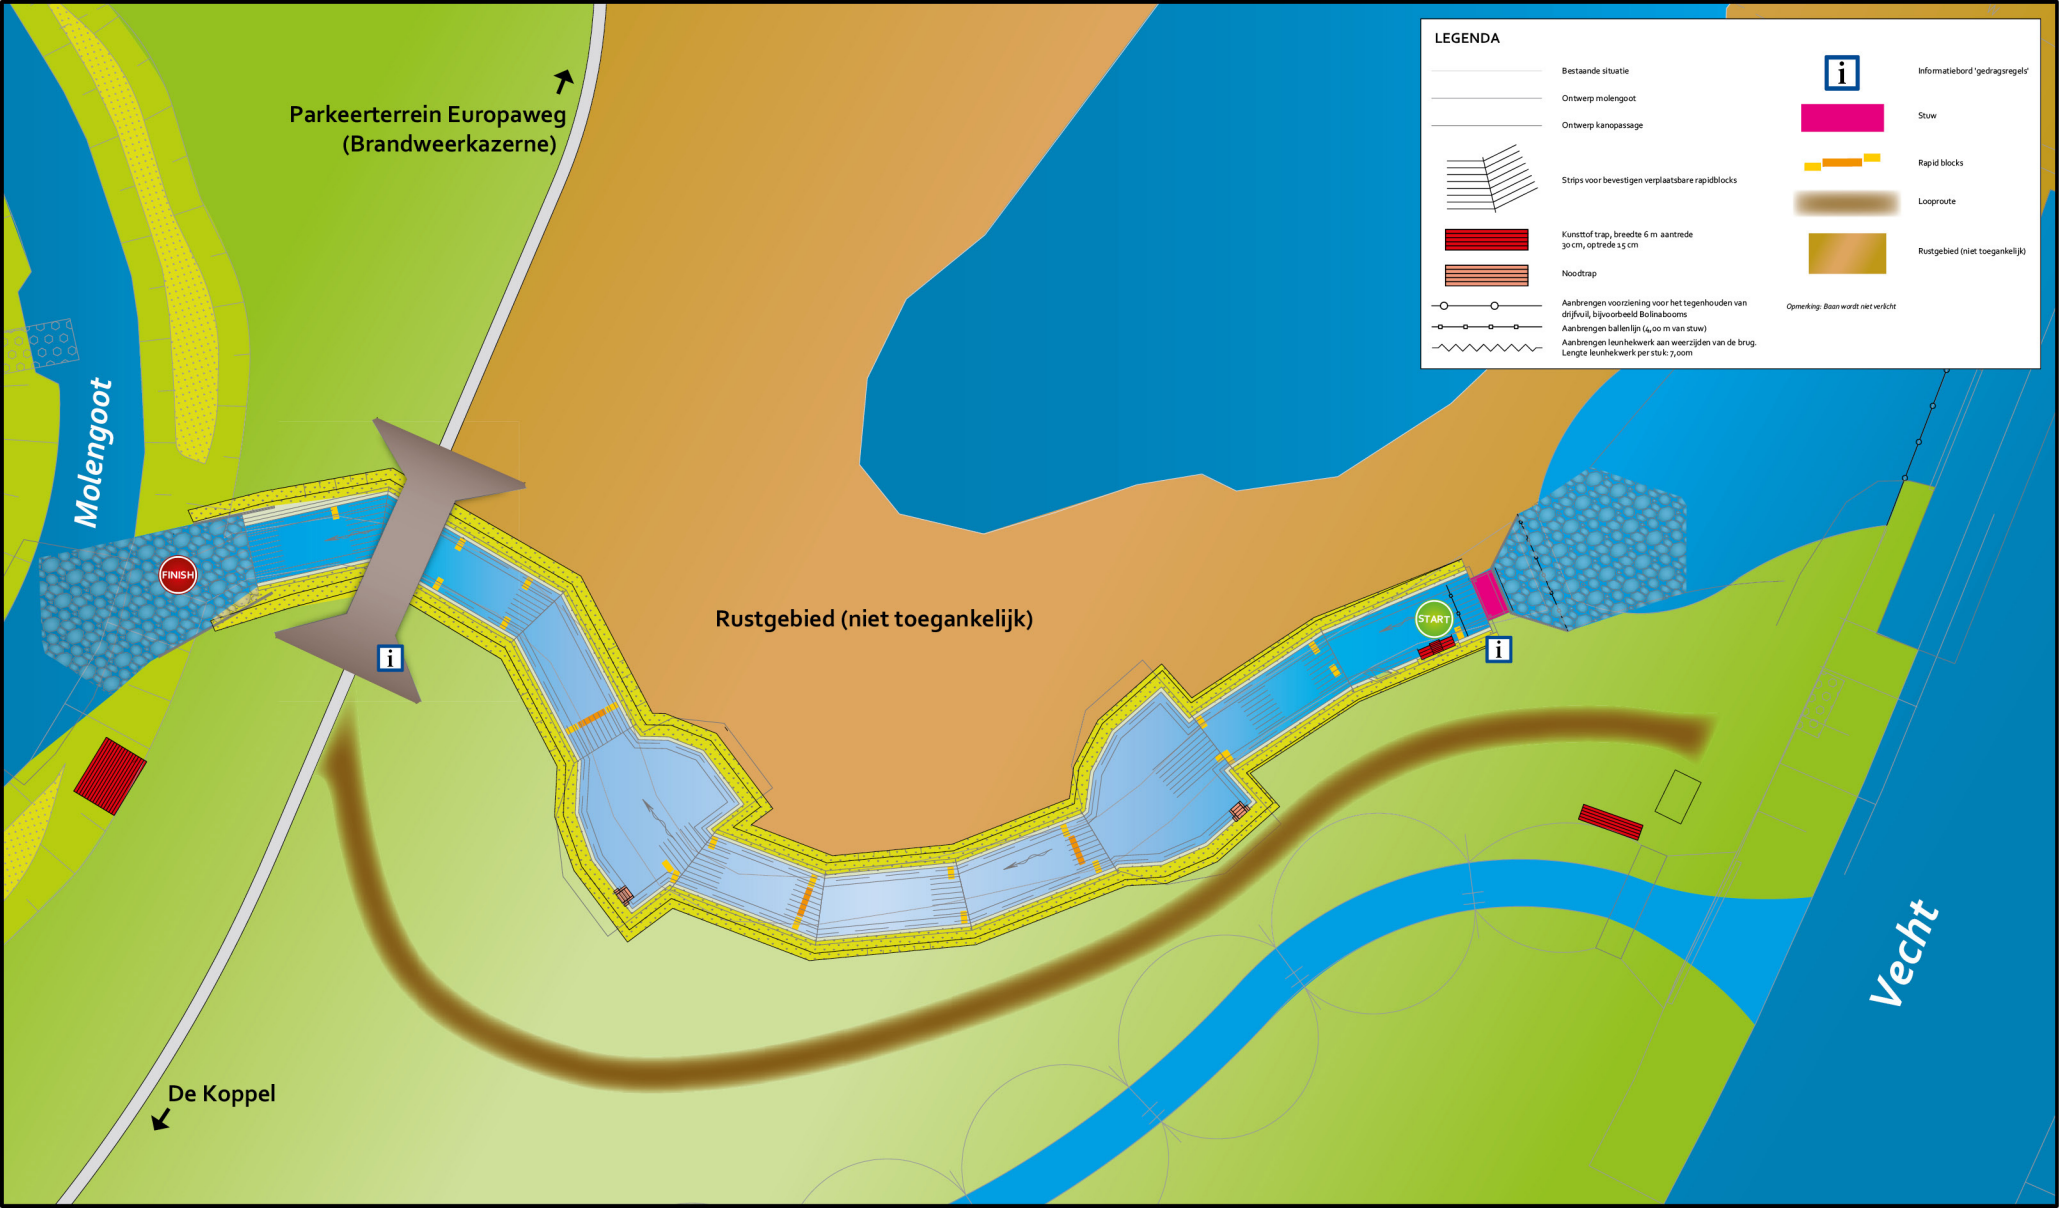 LEGENDA
Bestaande situatie
Ontwerp molengoot
Ontwerp kanopassage
Strips voor bevestigen verplaatsbare rapidblocks
Kunsttof trap, breedte 6 m aantrede
30 cm, optrede 15 cm
Noodtrap
Aanbrengen voorziening voor het tegenhouden van
drijfvuil, bijvoorbeeld Bolinabooms
Aanbrengen ballenlijn (4,00 m van stuw)
Aanbrengen leunhekwerk aan weerzijden van de brug.
Lengte leunhekwerk per stuk: 7,00m
i
Informatiebord 'gedragsregels'
Stuw
Rapid blocks
Looproute
Rustgebied (niet toegankelijk)
Opmerking: Baan wordt niet verlicht
Parkeerterrein Europaweg
(Brandweerkazerne)
Molengoot
FINISH
Rustgebied (niet toegankelijk)
START
i
i
Vecht
De Koppel